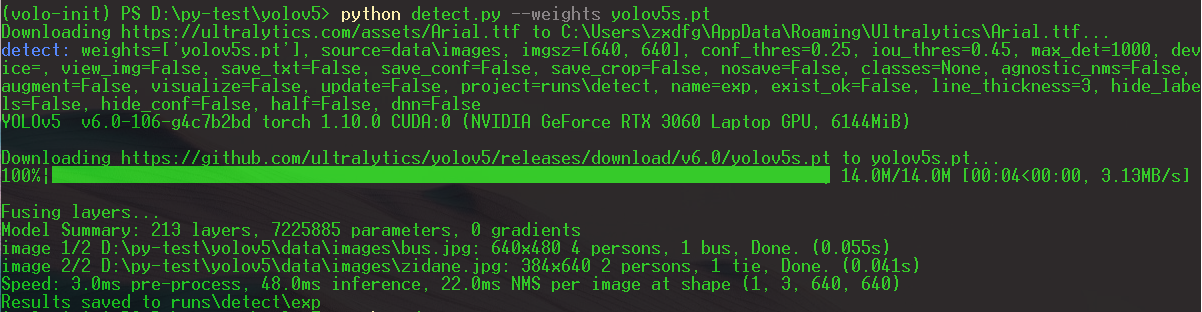 (volo-init) PS D:\py-test\yolov5> python detect.py --weights yolov5s.pt
Downloading https://ultralytics.com/assets/Arial.ttf to C:\Users\zxdfg\AppData\Roaming\Ultralytics\Arial.ttf...
detect: weights=['yolov5s.pt'], source=data\images, imgsz=[640, 640], conf_thres=0.25, iou_thres=0.45, max_det=1000, dev
ice=, view_img=False, save_txt=False, save_conf=False, save_crop=False, nosave=False, classes=None, agnostic_nms=False,
augment=False, visualize=False, update=False, project=runs\detect, name=exp, exist_ok=False, line_thickness=3, hide_labe
ls=False, hide_conf=False, half=False, dnn=False
YOLOv5  v6.0-106-g4c7b2bd torch 1.10.0 CUDA:0 (NVIDIA GeForce RTX 3060 Laptop GPU, 6144MiB)
Downloading https://github.com/ultralytics/yolov5/releases/download/v6.0/yolov5s.pt to yolov5s.pt...
100%| 14.0M/14.0M [00:04<00:00, 3.13MB/s]
Fusing layers...
Model Summary: 213 layers, 7225885 parameters, 0 gradients
image 1/2 D:\py-test\yolov5\data\images\bus.jpg: 640x480 4 persons, 1 bus, Done. (0.055s)
image 2/2 D:\py-test\yolov5\data\images\zidane.jpg: 384x640 2 persons, 1 tie, Done. (0.041s)
Speed: 3.0ms pre-process, 48.0ms inference, 22.0ms NMS per image at shape (1, 3, 640, 640)
Results saved to runs\detect\exp